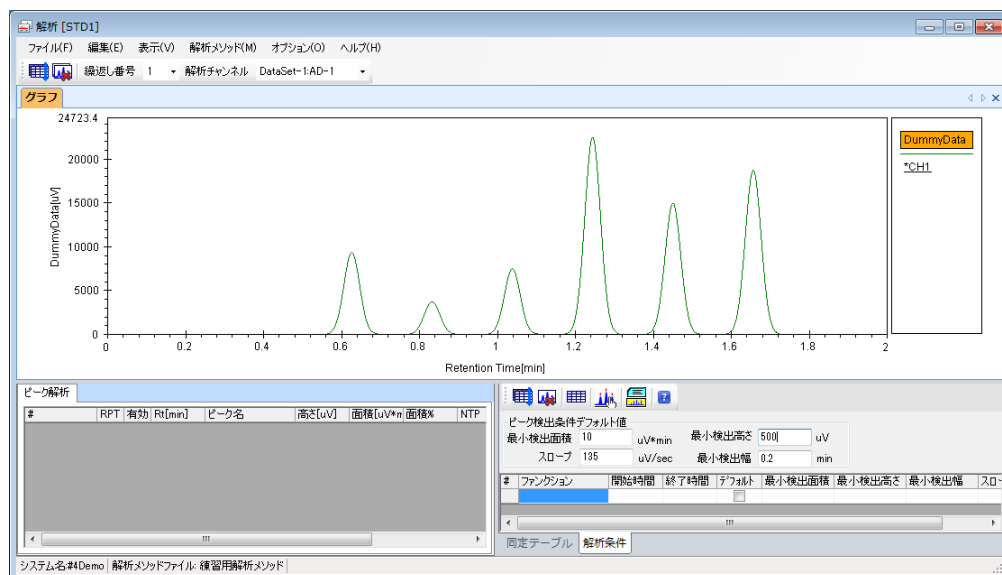 解析 [STD1]
ファイル(F) 編集(E) 表示(V) 解析メソッド(M) オプション(O) ヘルプ(H)
繰返し番号 1 解析チャンネル DataSet-1:AD-1
グラフ
24723.4
20000
15000
10000
5000
0
DummyData[uV]
0 0.2 0.4 0.6 0.8 1 1.2 1.4 1.6 1.8 2
Retention Time[min]
DummyData
*CH1
ピーク解析
# RPT 有効 Rt[min] ピーク名 高さ[uV] 面積[uV*m 面積% NTP
ピーク検出条件デフォルト値
最小検出面積 10 uV*min 最小検出高さ 500 uV
スロープ 135 uV/sec 最小検出幅 0.2 min
# ファンクション 開始時間 終了時間 デフォルト 最小検出面積 最小検出高さ 最小検出幅 スロー
同定テーブル 解析条件
システム名:#4Demo 解析メソッドファイル: 練習用解析メソッド